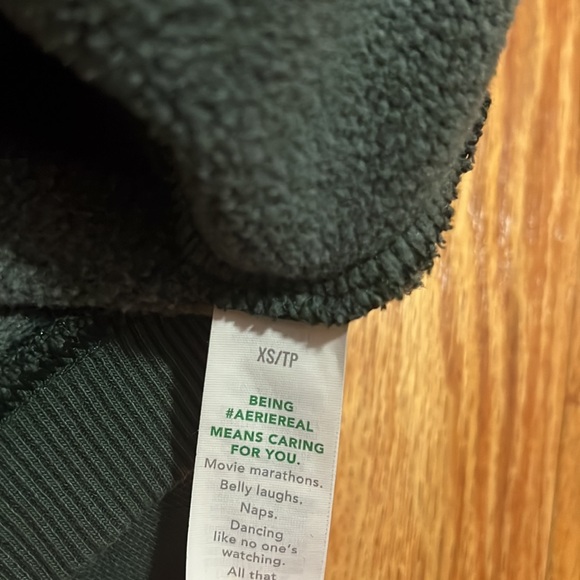 XS/TP
BEING
#AERIEREAL
MEANS CARING
FOR YOU.
Movie marathons.
Belly laughs.
Naps.
Dancing
like no one's
watching.
All that